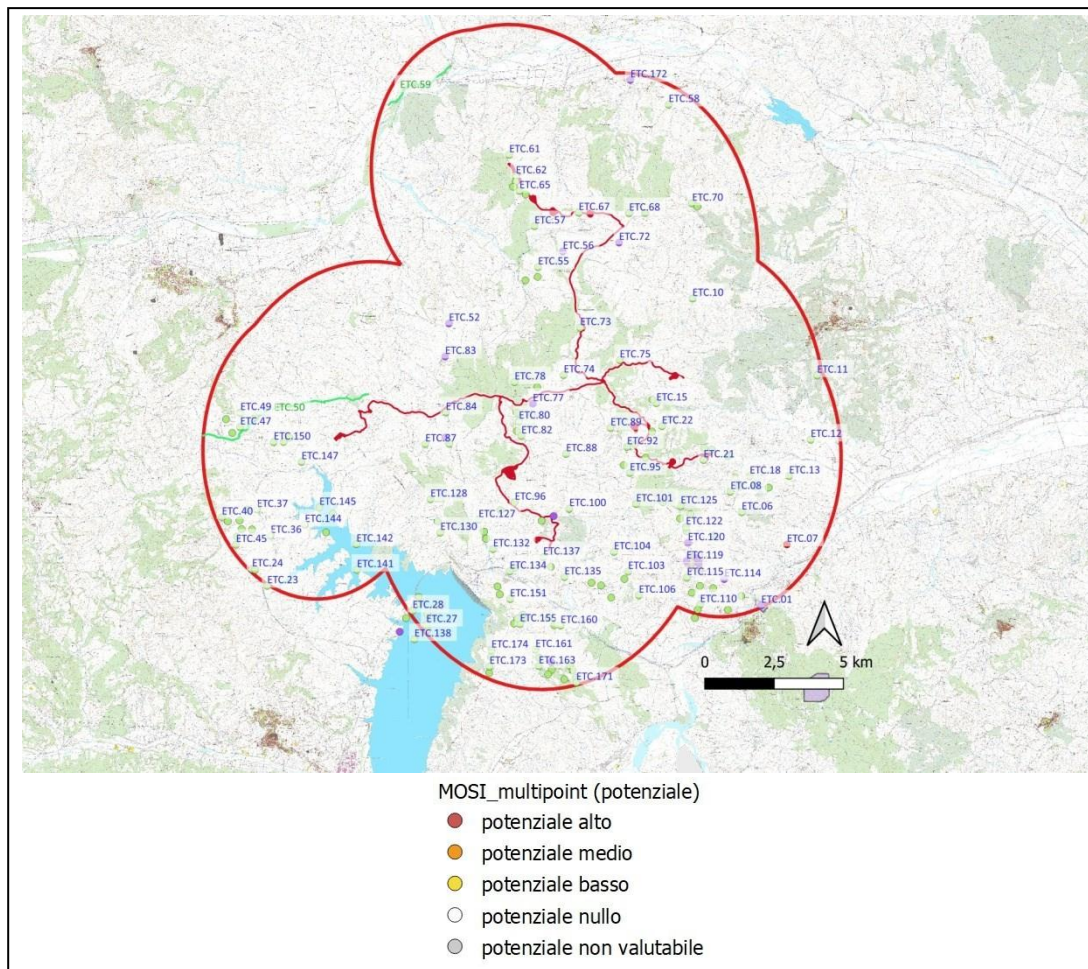 ETC.59
ETC.172
ETC.58
ETC.61
ETC.62
ETC.65
ETC.57
ETC.67
ETC.68
ETC.70
ETC.72
ETC.56
ETC.55
ETC.10
ETC.52
ETC.73
ETC.83
ETC.75
ETC.11
ETC.74
ETC.78
ETC.77
ETC.15
ETC.49
ETC.50
ETC.84
ETC.80
ETC.47
ETC.82
ETC.89
ETC.22
ETC.12
ETC.150
ETC.87
ETC.92
ETC.88
ETC.21
ETC.147
ETC.95
ETC.18
ETC.13
ETC.08
ETC.128
ETC.96
ETC.100
ETC.101
ETC.125
ETC.06
ETC.37
ETC.145
ETC.40
ETC.127
ETC.144
ETC.122
ETC.36
ETC.130
ETC.45
ETC.142
ETC.132
ETC.137
ETC.120
ETC.07
ETC.104
ETC.119
ETC.24
ETC.141
ETC.134
ETC.135
ETC.103
ETC.115
TC.114
ETC.23
ETC.151
ETC.106
ETC.110
ETC.01
ETC.28
ETC.27
ETC.155
ETC.160
ETC.138
ETC.174
ETC.161
ETC.173
ETC.163
ETC.171
0 2,5 5 km
MOSI_multipoint (potenziale)
potenziale alto
potenziale medio
potenziale basso
potenziale nullo
potenziale non valutabile